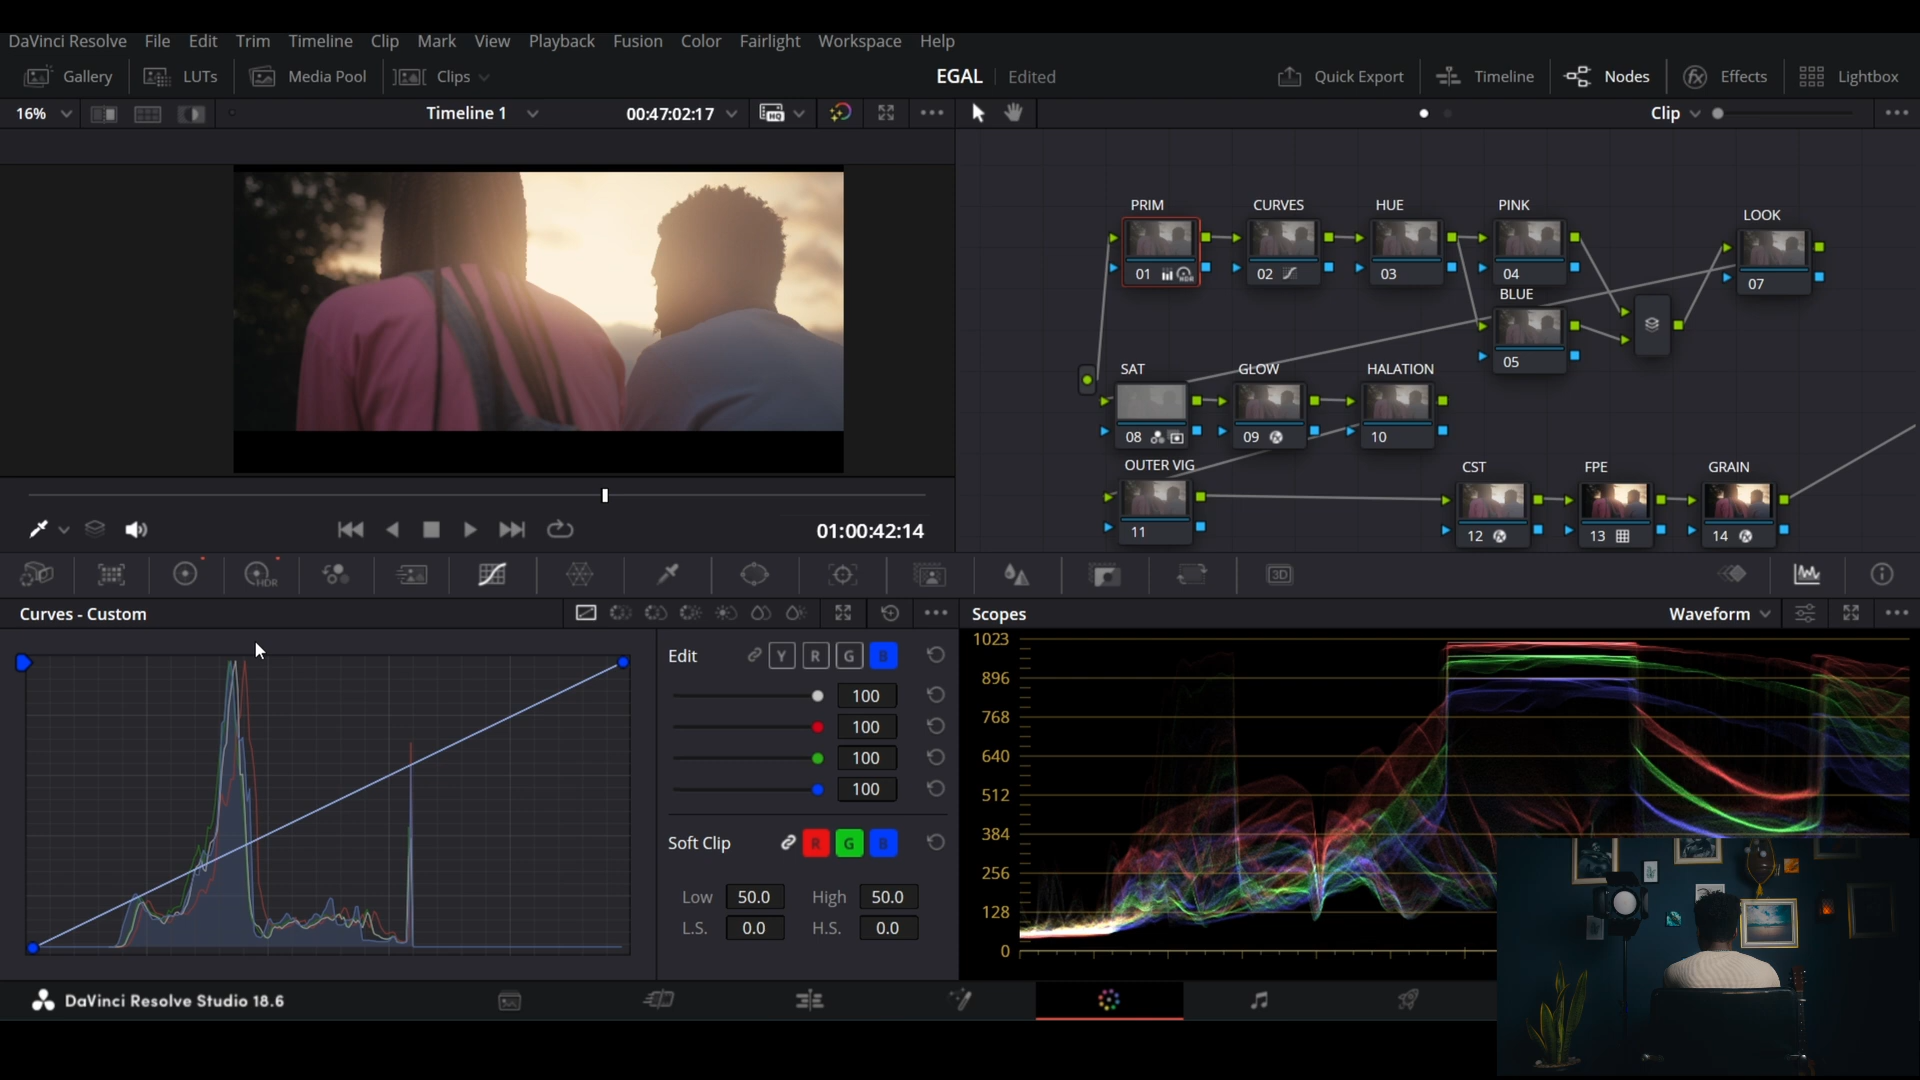 DaVinci Resolve File Edit Trim Timeline Clip Mark View Playback Fusion Color Fairlight Workspace Help
Gallery LUTs Media Pool Clips EGAL Edited Quick Export Timeline Nodes Effects Lightbox
16% Timeline 1 00:47:02:17 HQ Clip
PRIM CURVES HUE PINK LOOK
01 HDR 02 03 04 07
BLUE
05
SAT GLOW HALATION
08 09 10
OUTER VIG CST FPE GRAIN
11 12 13 14
01:00:42:14
HDR 3D
Curves - Custom Scopes Waveform
Edit Y R G B
100
100
100
100
Soft Clip R G B
Low 50.0 High 50.0
L.S. 0.0 H.S. 0.0
1023
896
768
640
512
384
256
128
0
DaVinci Resolve Studio 18.6